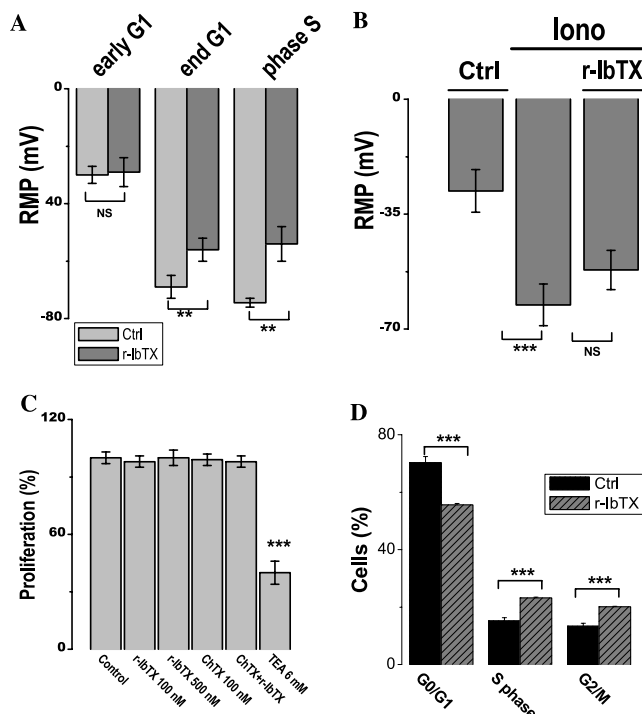 A
early G1
end G1
phase S
0
-40
-80
RMP (mV)
NS
**
**
Ctrl
r-IbTX
B
Iono
Ctrl
r-IbTX
0
-35
-70
RMP (mV)
***
NS
C
120
60
0
Proliferation (%)
***
Control
r-IbTX 100 nM
r-IbTX 500 nM
ChTX 100 nM
ChTX+r-IbTX
TEA 6 mM
D
80
40
0
Cells (%)
***
***
***
Ctrl
r-IbTX
G0/G1
S phase
G2/M